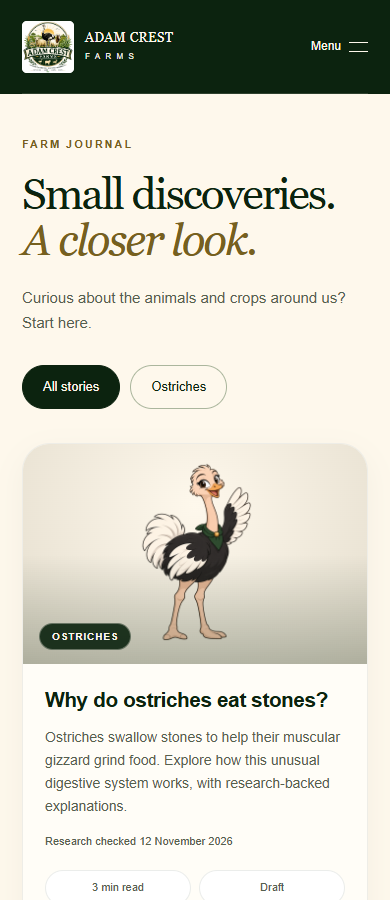 ADAM CREST
FARMS
ADAM CREST
FARMS
Menu
FARM JOURNAL
Small discoveries.
A closer look.
Curious about the animals and crops around us?
Start here.
All stories
Ostriches
OSTRICHES
Why do ostriches eat stones?
Ostriches swallow stones to help their muscular
gizzard grind food. Explore how this unusual
digestive system works, with research-backed
explanations.
Research checked 12 November 2026
3 min read
Draft